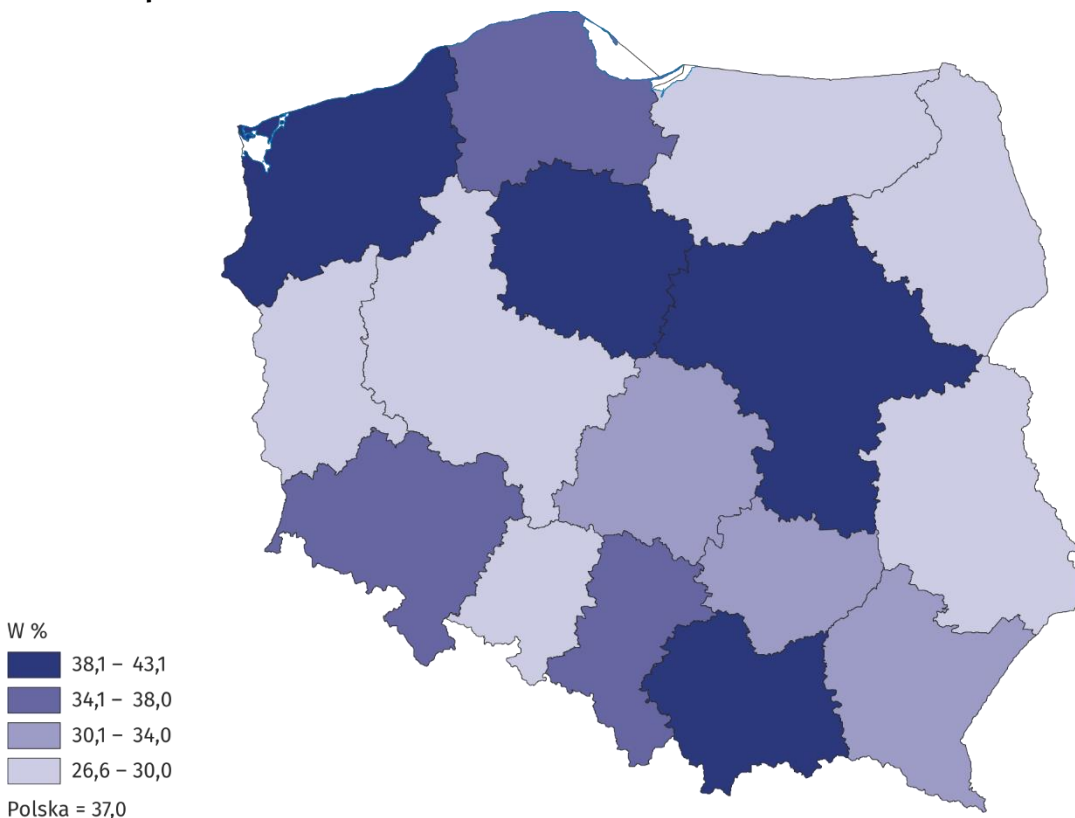 W %
38,1 – 43,1
34,1 – 38,0
30,1 – 34,0
26,6 – 30,0
Polska = 37,0